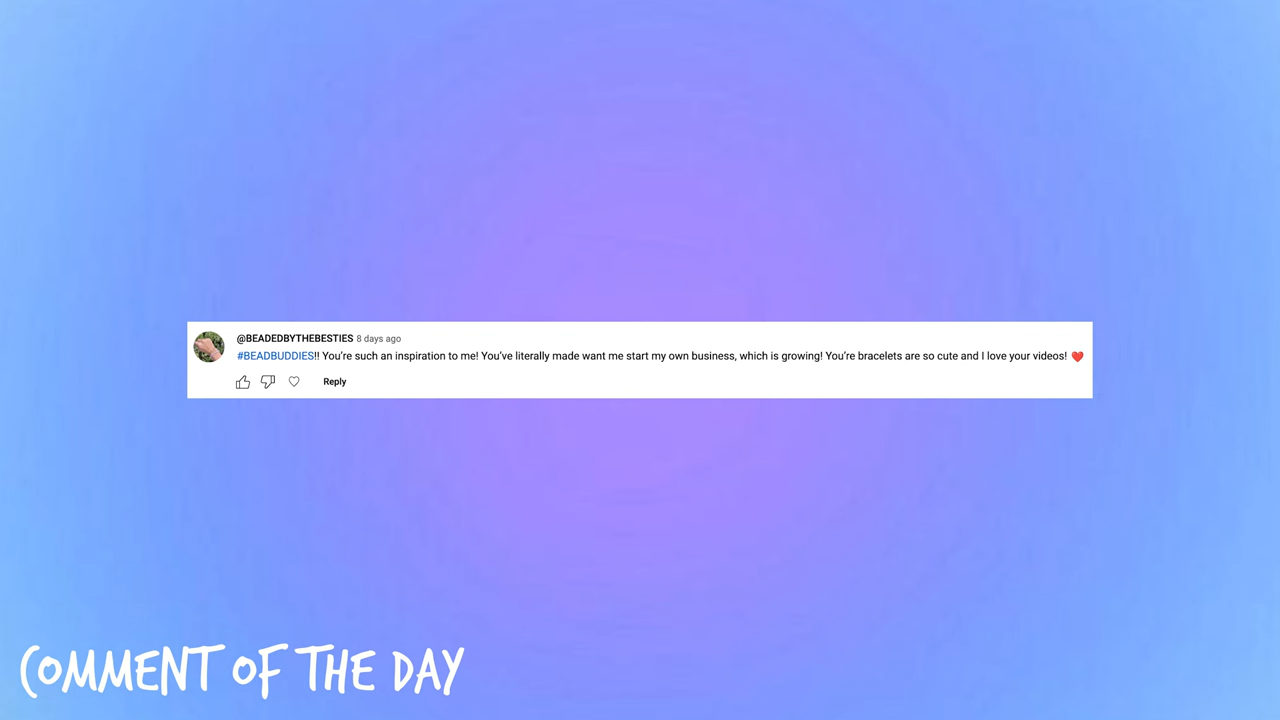 @BEADEDBYTHEBESTIES 8 days ago
#BEADBUDDIES!! You’re such an inspiration to me! You’ve literally made want me start my own business, which is growing! You’re bracelets are so cute and I love your videos! ❤️
Reply
COMMENT OF THE DAY